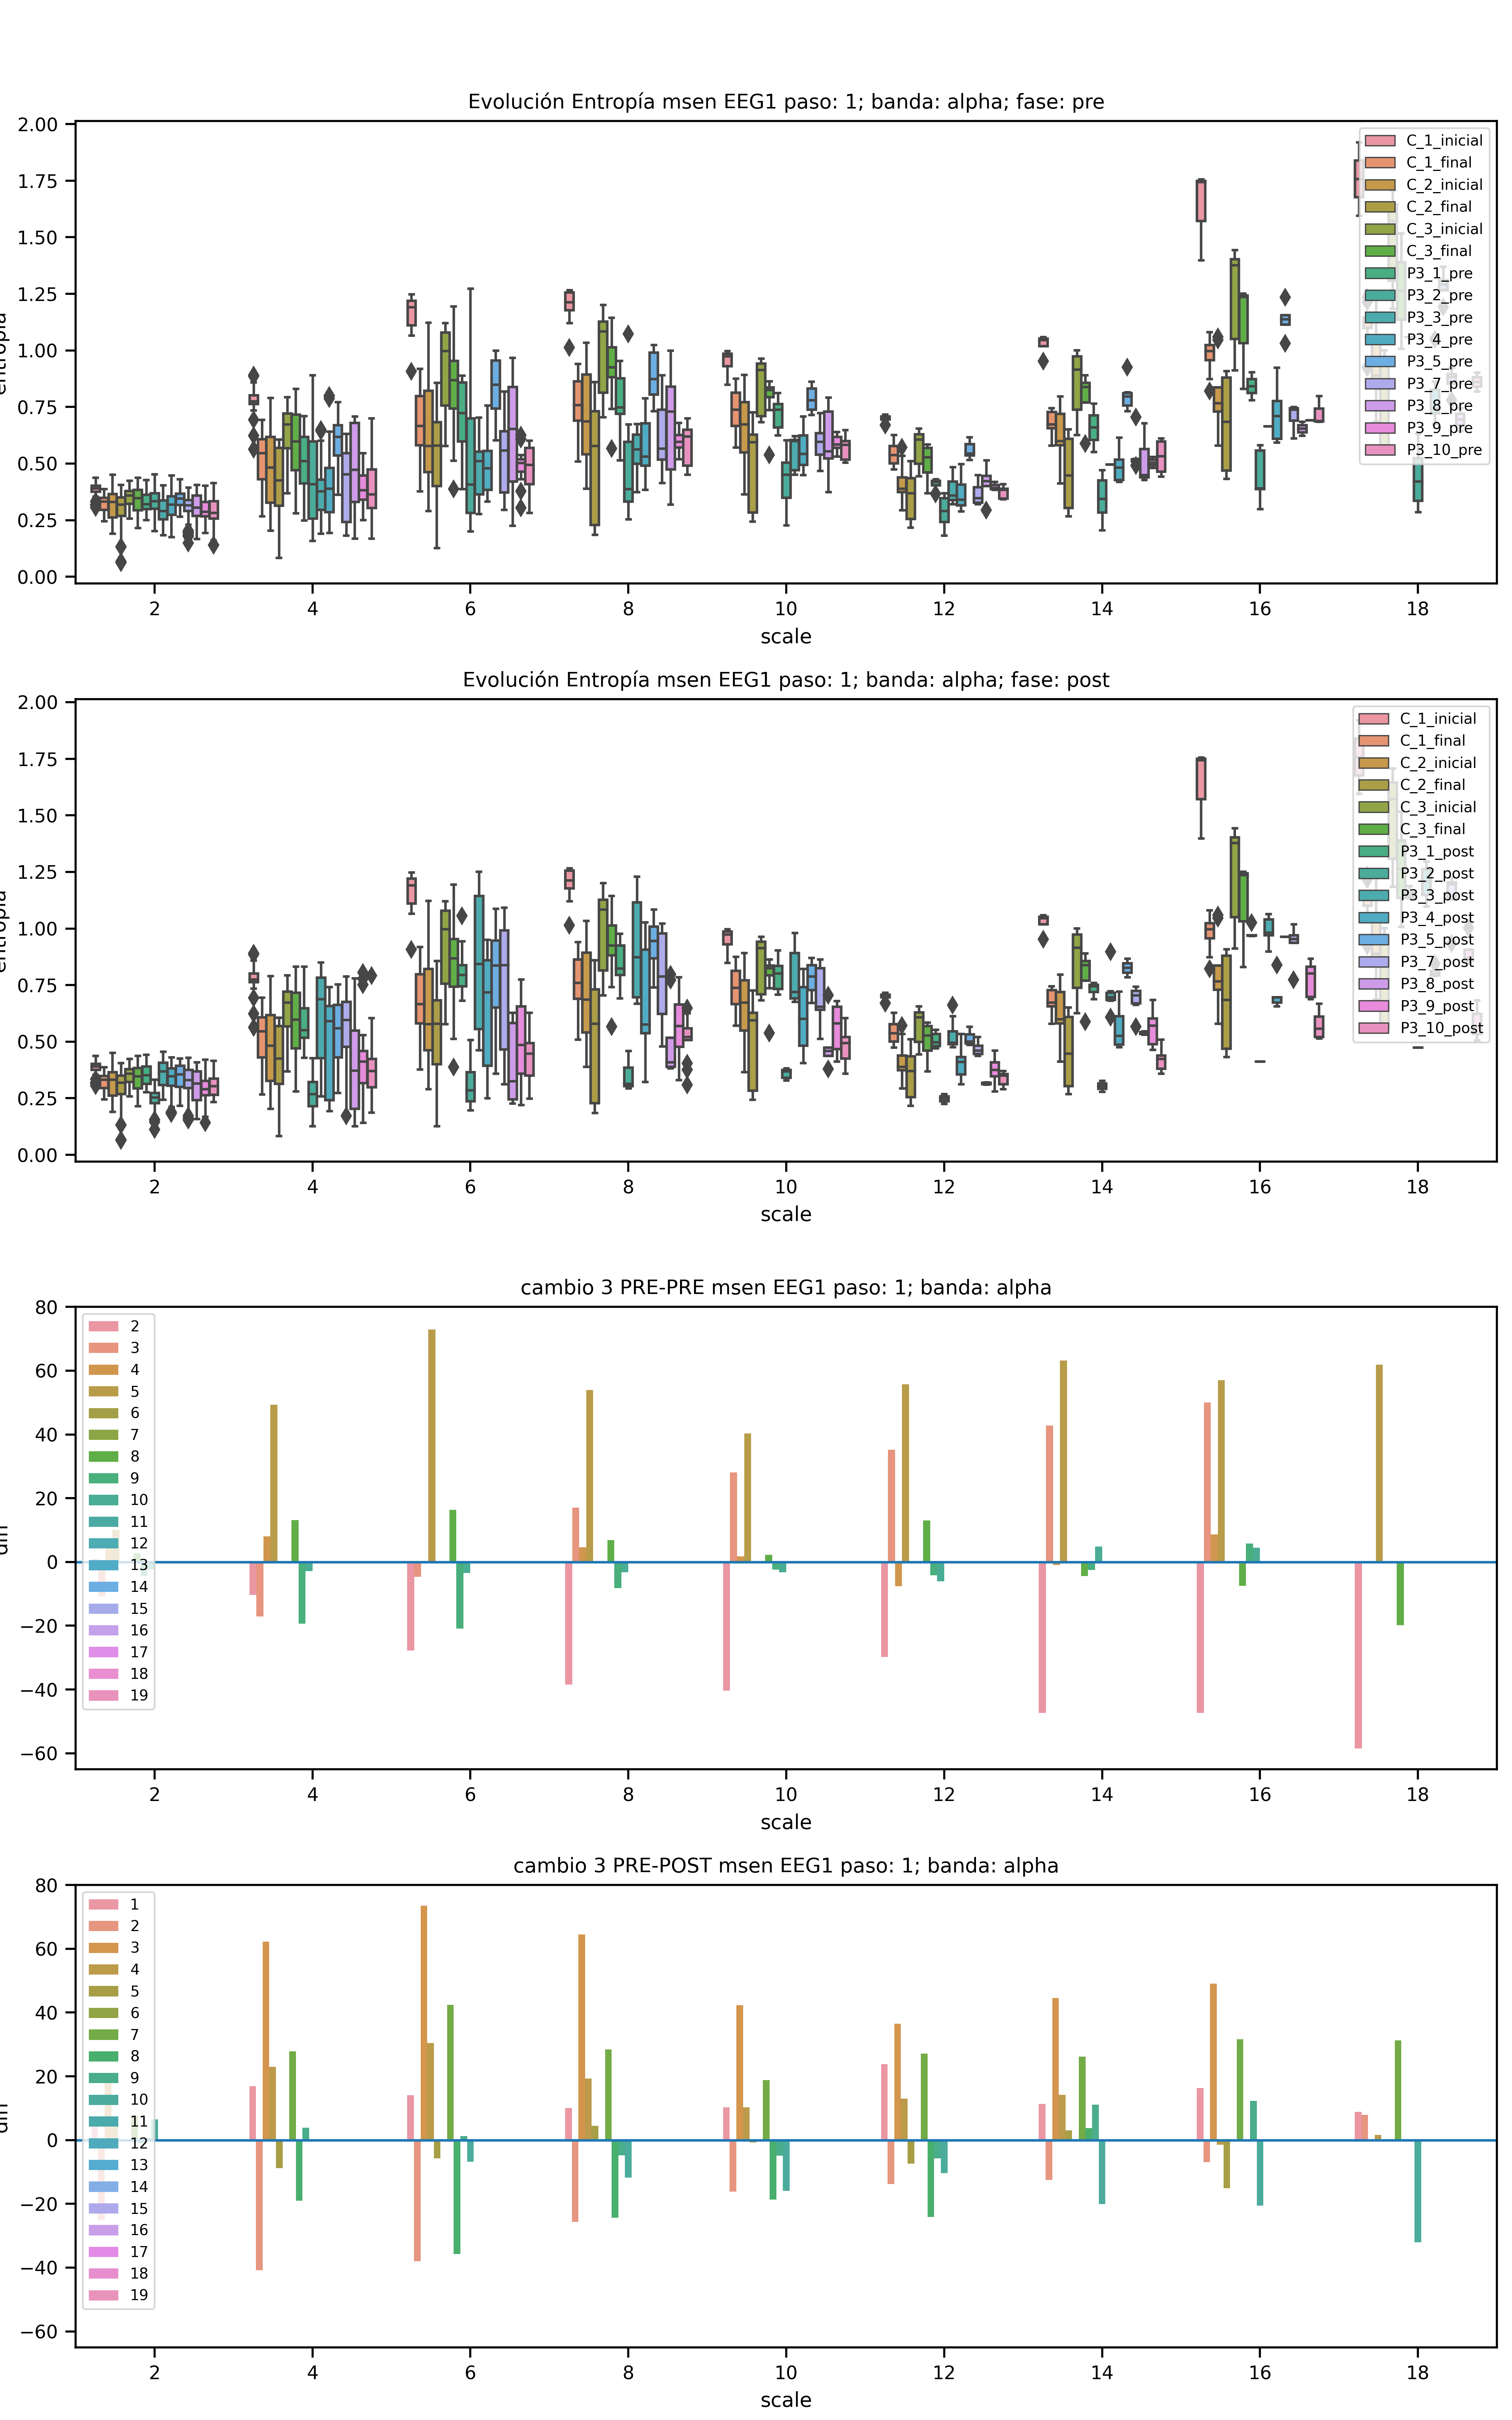 Evolución Entropía msen EEG1 paso: 1; banda: alpha; fase: pre
2.00
1.75
1.50
1.25
1.00
0.75
0.50
0.25
0.00
C_1_inicial
C_1_final
C_2_inicial
C_2_final
C_3_inicial
C_3_final
P3_1_pre
P3_2_pre
P3_3_pre
P3_4_pre
P3_5_pre
P3_7_pre
P3_8_pre
P3_9_pre
P3_10_pre
2 4 6 8 10 12 14 16 18
scale
Evolución Entropía msen EEG1 paso: 1; banda: alpha; fase: post
2.00
1.75
1.50
1.25
1.00
0.75
0.50
0.25
0.00
C_1_inicial
C_1_final
C_2_inicial
C_2_final
C_3_inicial
C_3_final
P3_1_post
P3_2_post
P3_3_post
P3_4_post
P3_5_post
P3_7_post
P3_8_post
P3_9_post
P3_10_post
2 4 6 8 10 12 14 16 18
scale
cambio 3 PRE-PRE msen EEG1 paso: 1; banda: alpha
80
60
40
20
0
−20
−40
−60
2
3
4
5
6
7
8
9
10
11
12
13
14
15
16
17
18
19
2 4 6 8 10 12 14 16 18
scale
cambio 3 PRE-POST msen EEG1 paso: 1; banda: alpha
80
60
40
20
0
−20
−40
−60
1
2
3
4
5
6
7
8
9
10
11
12
13
14
15
16
17
18
19
2 4 6 8 10 12 14 16 18
scale